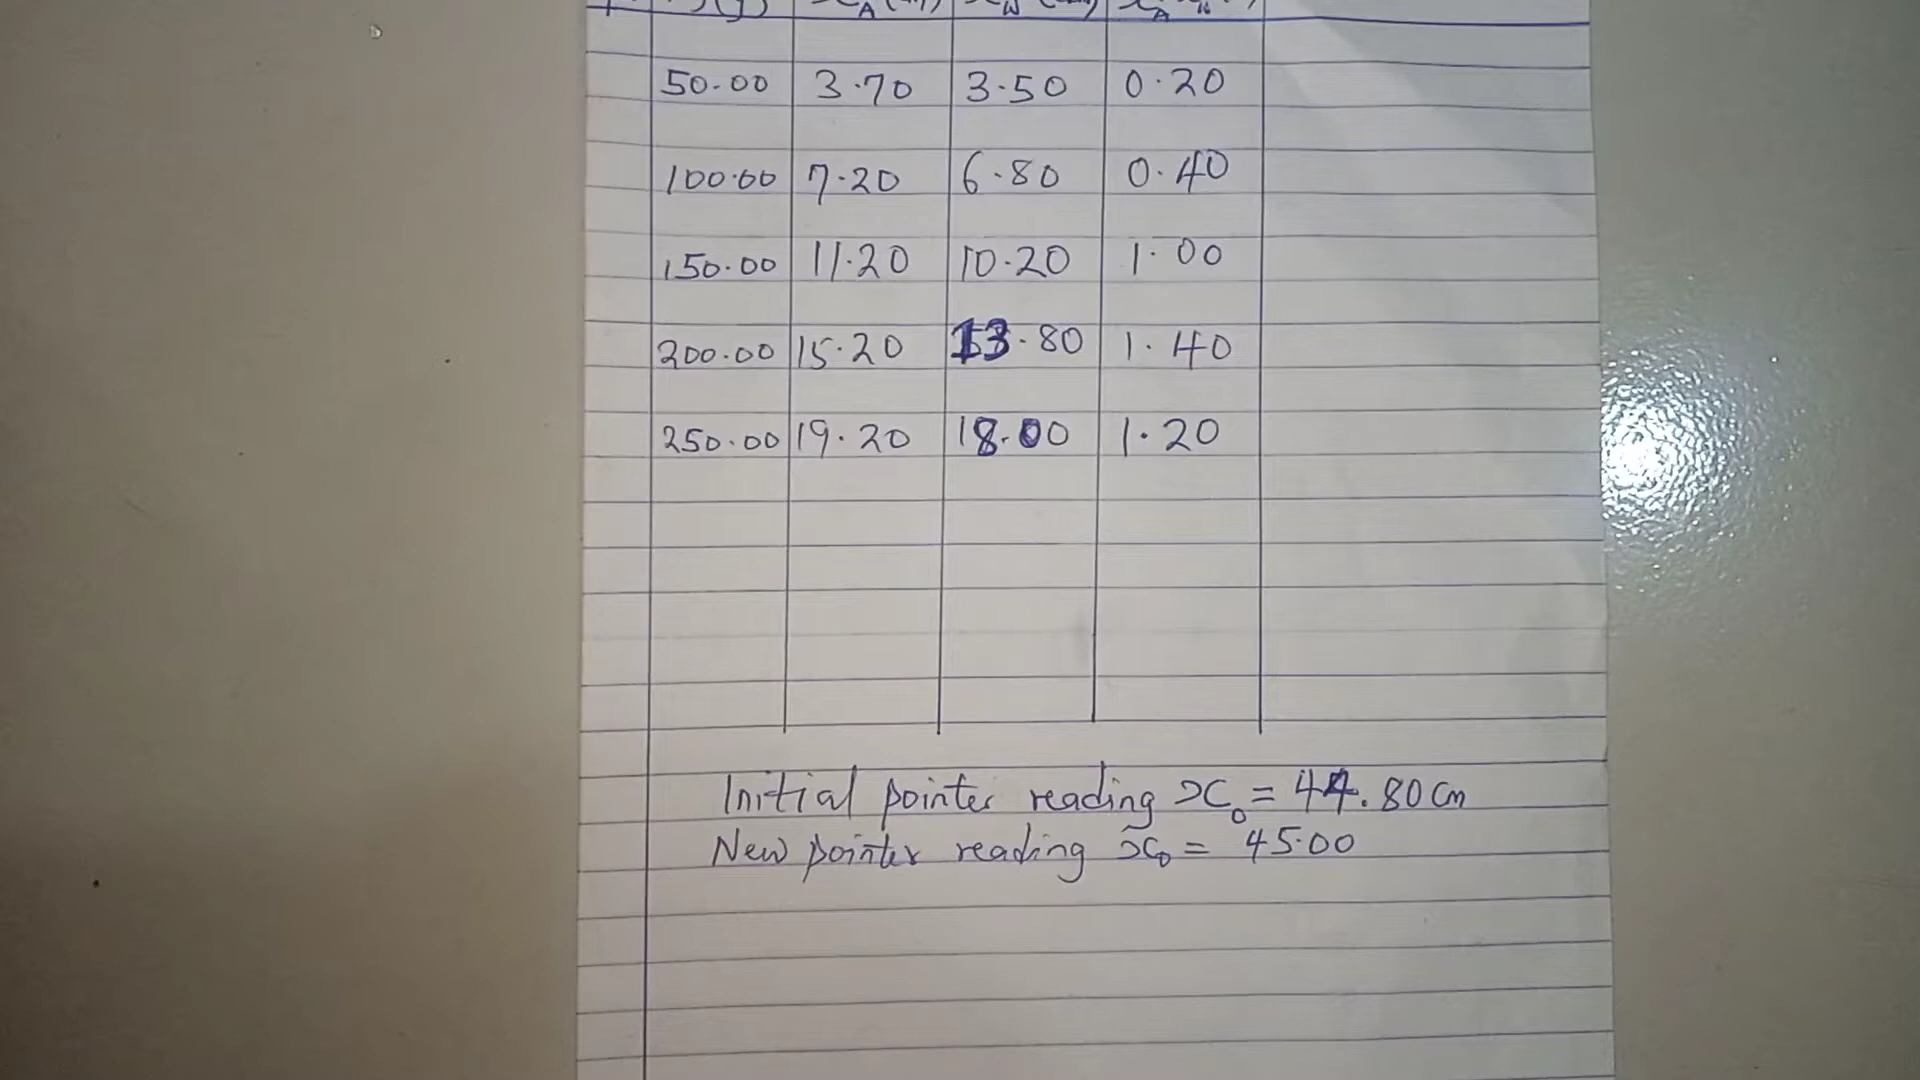 50.00 3.70 3.50 0.20
100.00 7.20 6.80 0.40
150.00 11.20 10.20 1.00
200.00 15.20 13.80 1.40
250.00 19.20 18.00 1.20
Initial pointer reading x₀ = 44.80 cm
New pointer reading x₀ = 45.00